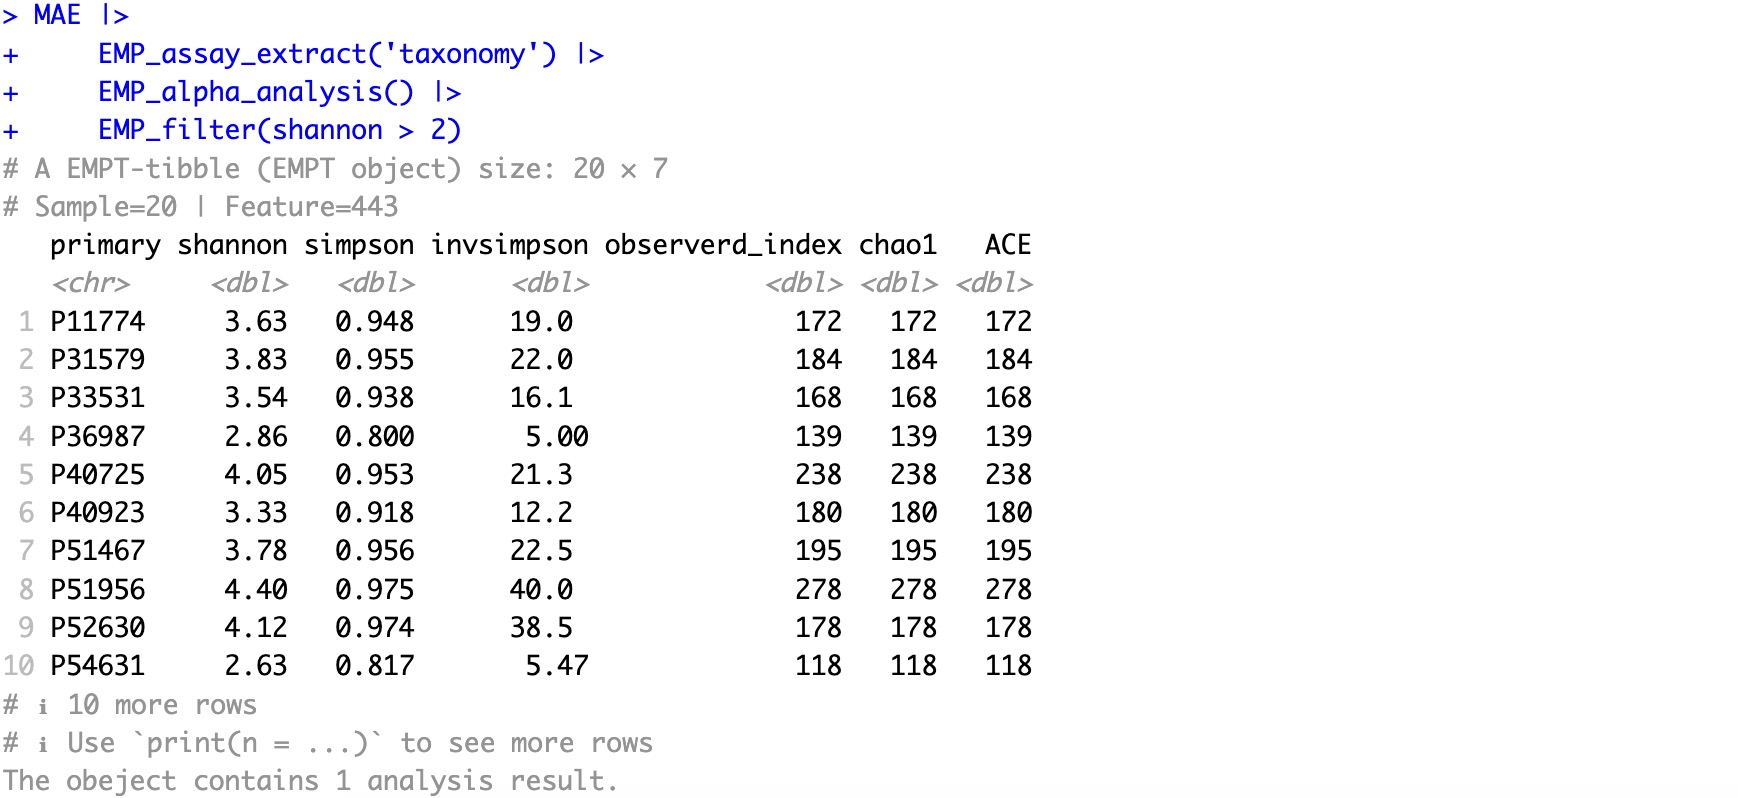 > MAE |>
+     EMP_assay_extract('taxonomy') |>
+     EMP_alpha_analysis() |>
+     EMP_filter(shannon > 2)
# A EMPT-tibble (EMPT object) size: 20 × 7
# Sample=20 | Feature=443
   primary shannon simpson invsimpson observerd_index chao1   ACE
   <chr>     <dbl>   <dbl>      <dbl>           <dbl> <dbl> <dbl>
 1 P11774     3.63   0.948      19.0              172   172   172
 2 P31579     3.83   0.955      22.0              184   184   184
 3 P33531     3.54   0.938      16.1              168   168   168
 4 P36987     2.86   0.800       5.00             139   139   139
 5 P40725     4.05   0.953      21.3              238   238   238
 6 P40923     3.33   0.918      12.2              180   180   180
 7 P51467     3.78   0.956      22.5              195   195   195
 8 P51956     4.40   0.975      40.0              278   278   278
 9 P52630     4.12   0.974      38.5              178   178   178
10 P54631     2.63   0.817       5.47             118   118   118
# ℹ 10 more rows
# ℹ Use `print(n = ...)` to see more rows
The obeject contains 1 analysis result.